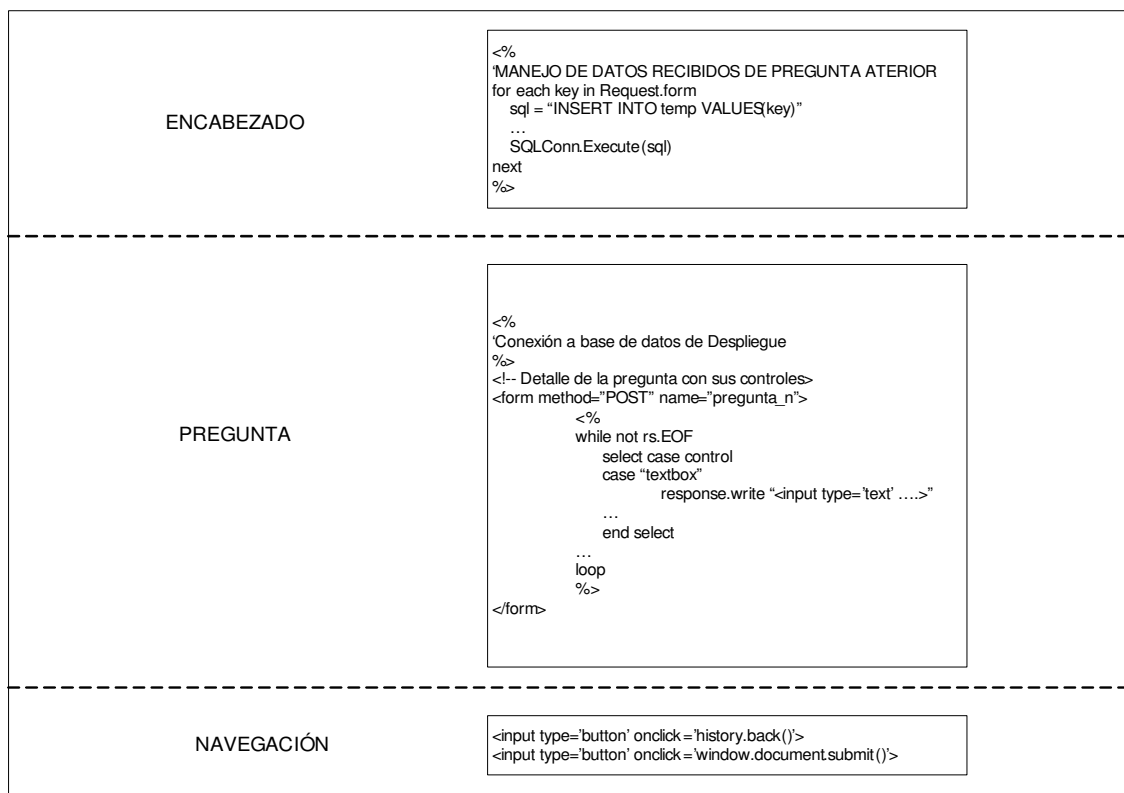 ENCABEZADO
<%
‘MANEJO DE DATOS RECIBIDOS DE PREGUNTA ATERIOR
for each key in Request.form
sql = “INSERT INTO temp VALUES(key)”
…
SQLConn.Execute(sql)
next
%>
PREGUNTA
<%
‘Conexión a base de datos de Despliegue
%>
<!-- Detalle de la pregunta con sus controles>
<form method=”POST” name=”pregunta_n”>
<%
while not rs.EOF
select case control
case “textbox”
response.write “<input type=’text’ ….>”
…
end select
…
loop
%>
</form>
NAVEGACIÓN
<input type=’button’ onclick=’history.back()’>
<input type=’button’ onclick=’window.document.submit()’>